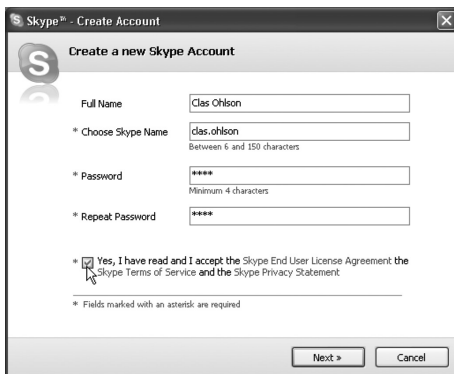 Skype™ - Create Account
S
Create a new Skype Account
Full Name Clas Ohlson
* Choose Skype Name clas.ohlson
Between 6 and 150 characters
* Password ****
Minimum 4 characters
* Repeat Password ****
* Yes, I have read and I accept the Skype End User License Agreement the
Skype Terms of Service and the Skype Privacy Statement
* Fields marked with an asterisk are required
Next » Cancel